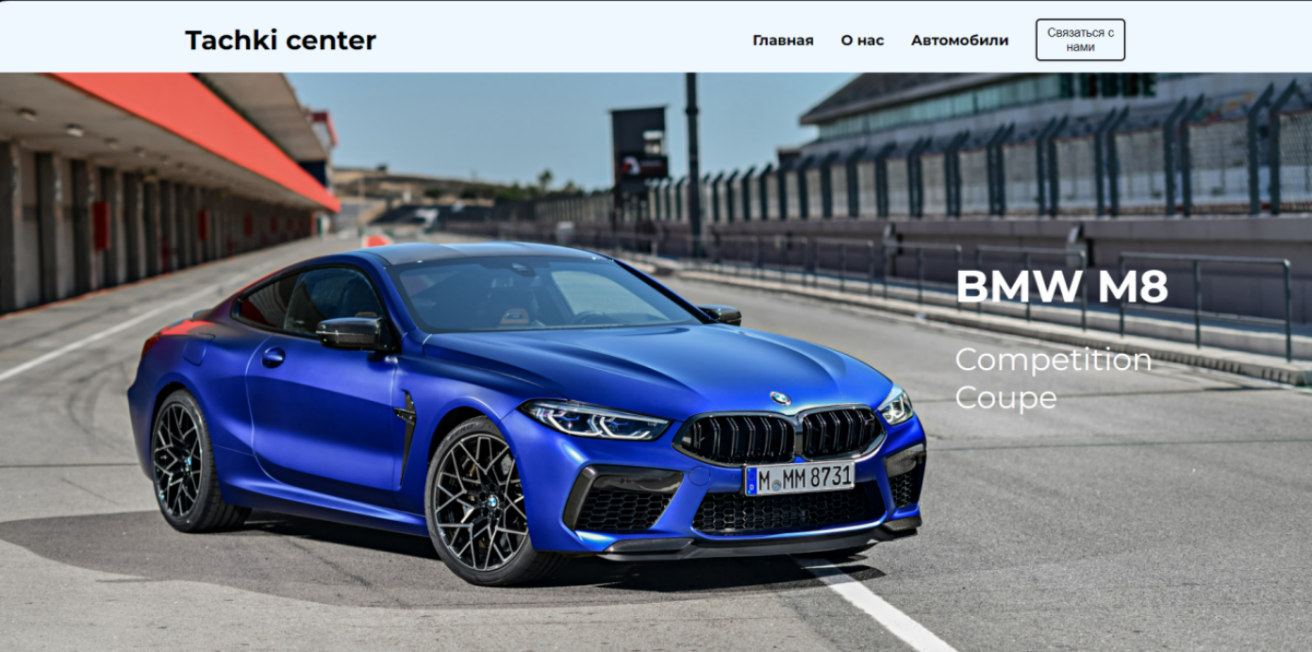 Tachki center
Главная
О нас
Автомобили
Связаться с
нами
BMW M8
Competition
Coupe
M MM 8731